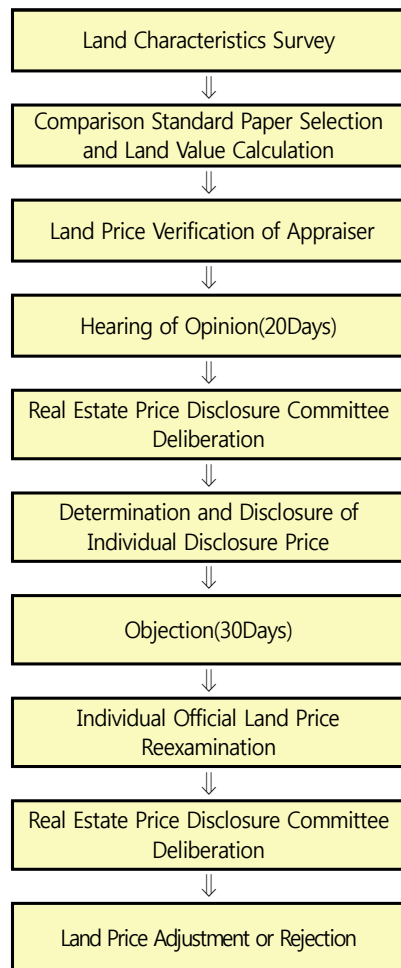 Land Characteristics Survey
⇓
Comparison Standard Paper Selection
and Land Value Calculation
⇓
Land Price Verification of Appraiser
⇓
Hearing of Opinion(20Days)
⇓
Real Estate Price Disclosure Committee
Deliberation
⇓
Determination and Disclosure of
Individual Disclosure Price
⇓
Objection(30Days)
⇓
Individual Official Land Price
Reexamination
⇓
Real Estate Price Disclosure Committee
Deliberation
⇓
Land Price Adjustment or Rejection